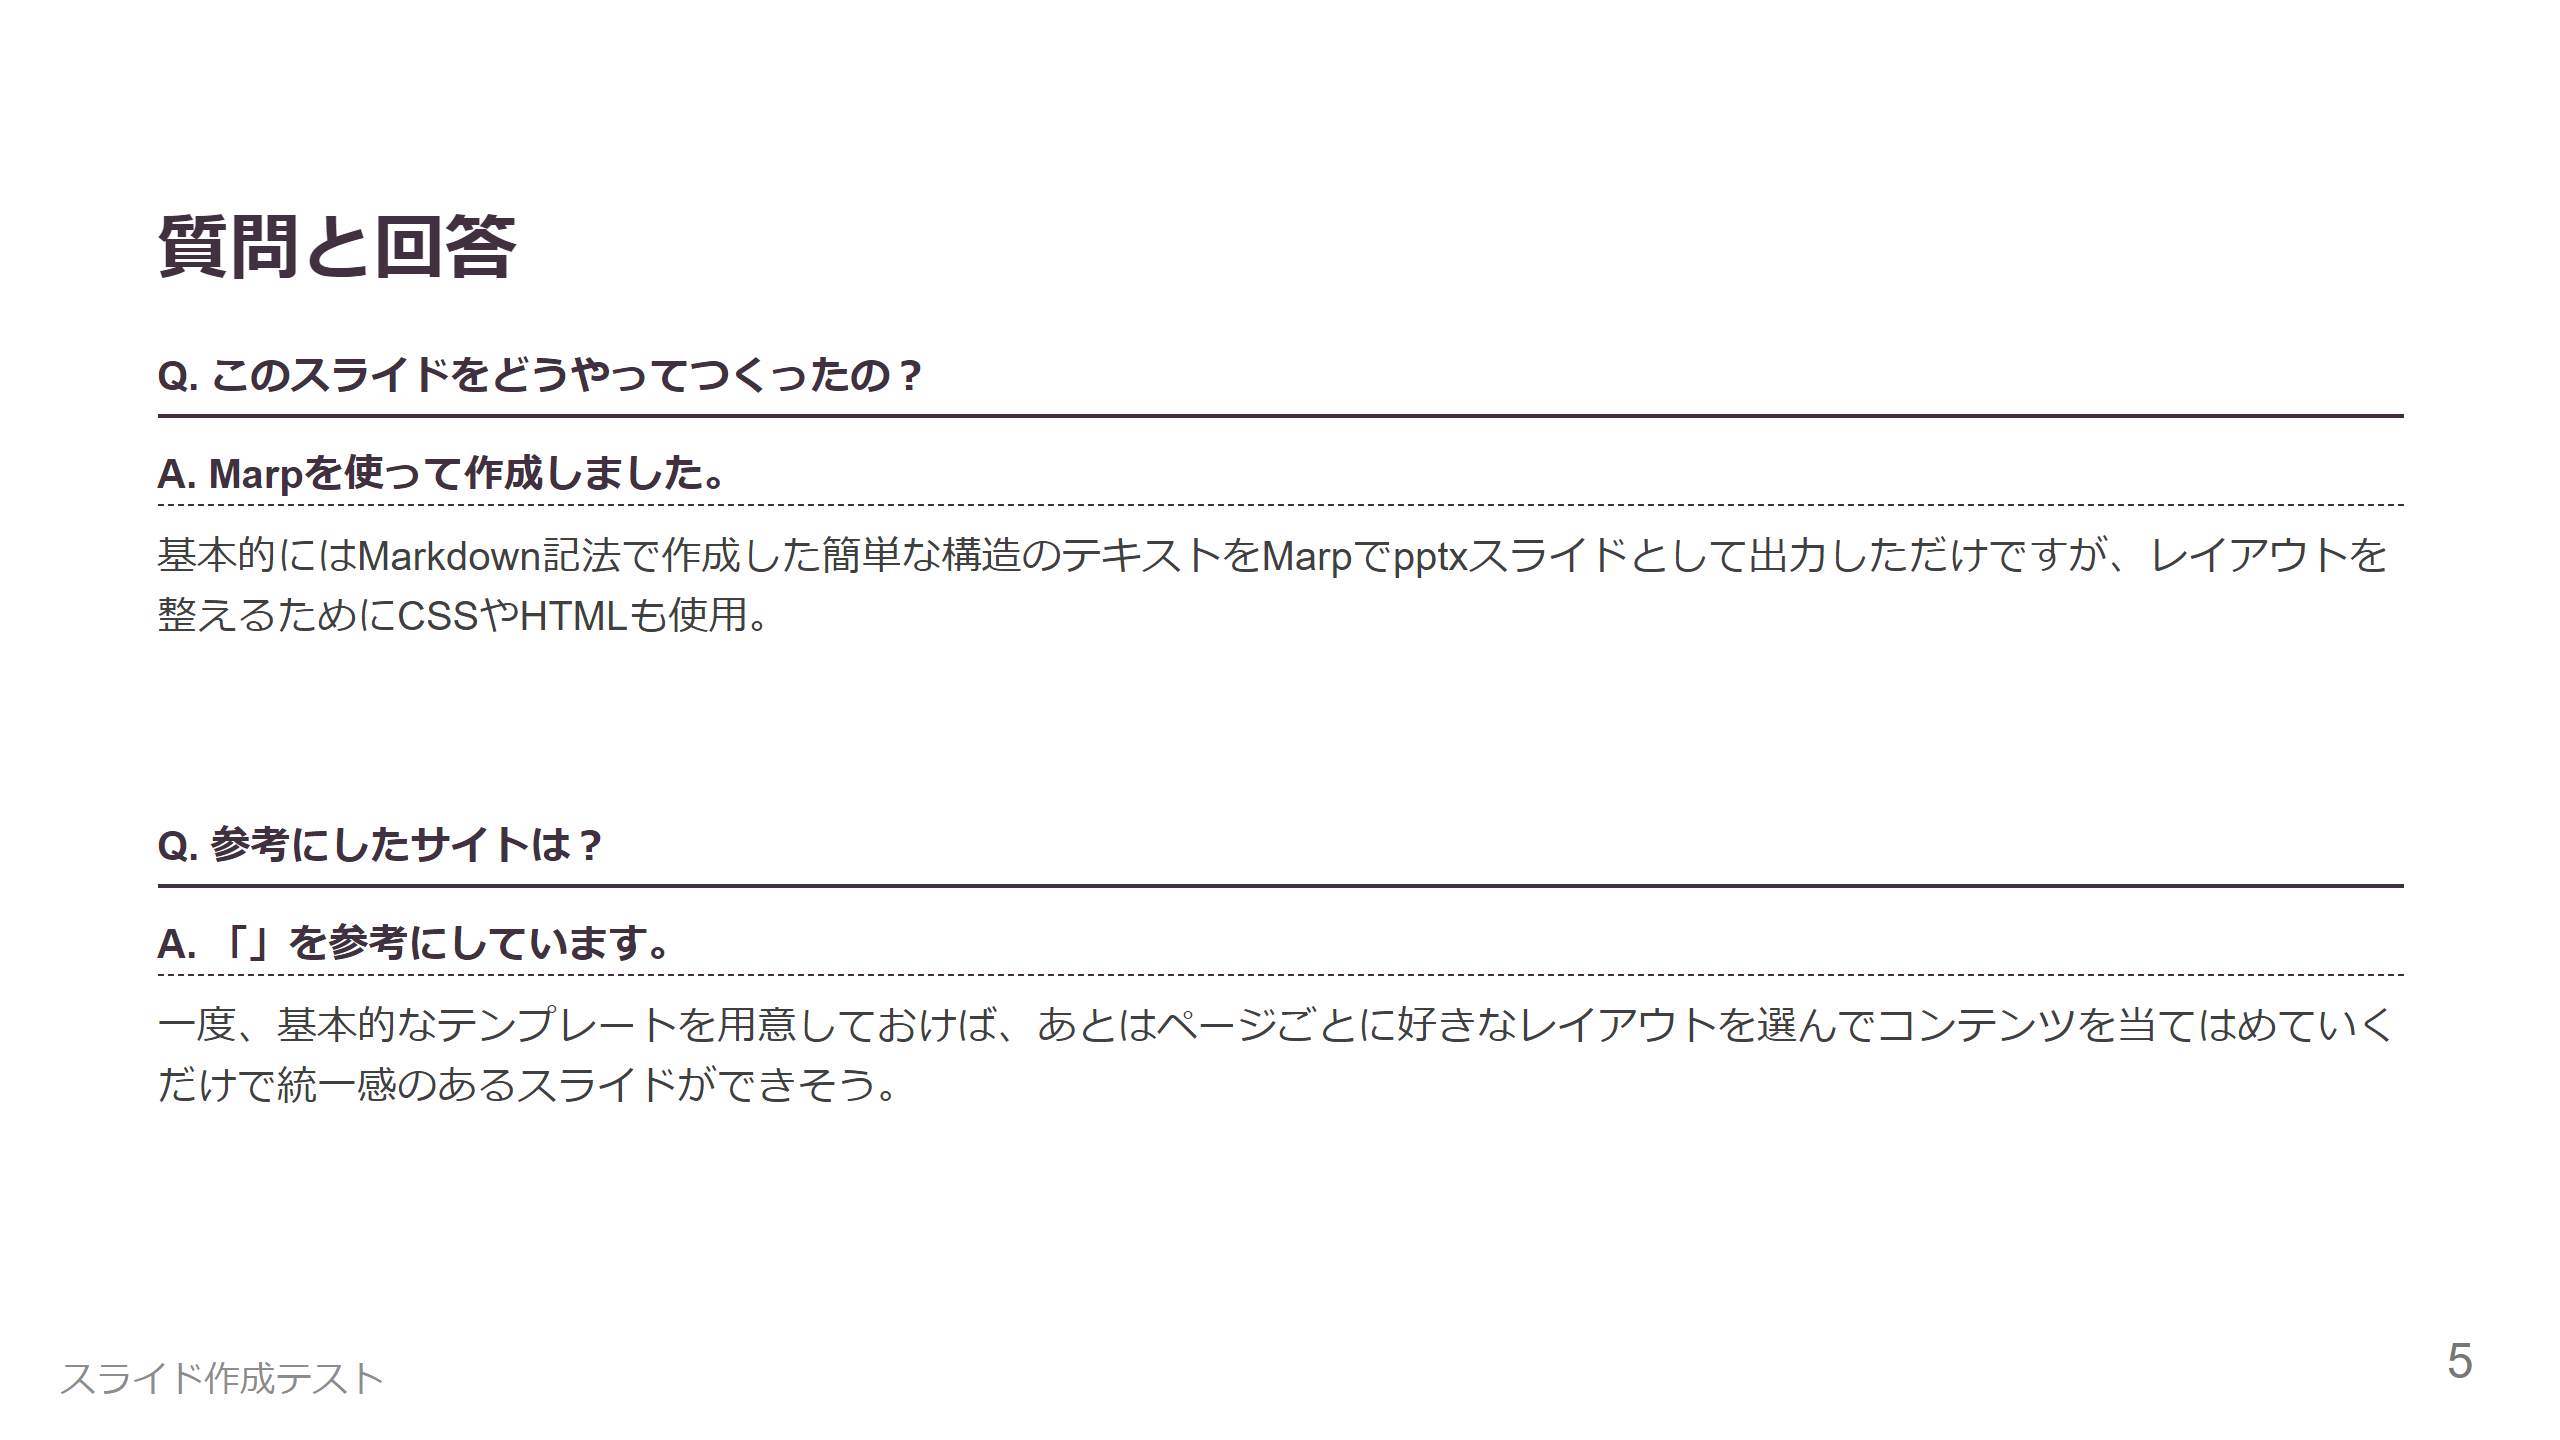 質問と回答
Q. このスライドをどうやってつくったの？
A. Marpを使って作成しました。
基本的にはMarkdown記法で作成した簡単な構造のテキストをMarpでpptxスライドとして出力しただけですが、レイアウトを
整えるためにCSSやHTMLも使用。
Q. 参考にしたサイトは？
A. 「」を参考にしています。
一度、基本的なテンプレートを用意しておけば、あとはページごとに好きなレイアウトを選んでコンテンツを当てはめていく
だけで統一感のあるスライドができそう。
スライド作成テスト
5